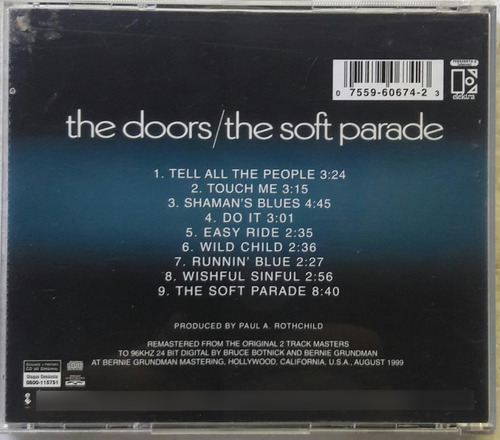 0 7559-60674-2 3
elektra
the doors/the soft parade
1. TELL ALL THE PEOPLE 3:24
2. TOUCH ME 3:15
3. SHAMAN'S BLUES 4:45
4. DO IT 3:01
5. EASY RIDE 2:35
6. WILD CHILD 2:36
7. RUNNIN' BLUE 2:27
8. WISHFUL SINFUL 2:56
9. THE SOFT PARADE 8:40
PRODUCED BY PAUL A. ROTHCHILD
REMASTERED FROM THE ORIGINAL 2 TRACK MASTERS
TO 96KHZ 24 BIT DIGITAL BY BRUCE BOTNICK AND BERNIE GRUNDMAN
AT BERNIE GRUNDMAN MASTERING, HOLLYWOOD, CALIFORNIA, U.S.A., AUGUST 1999
Disque Denúncia
0800-115751